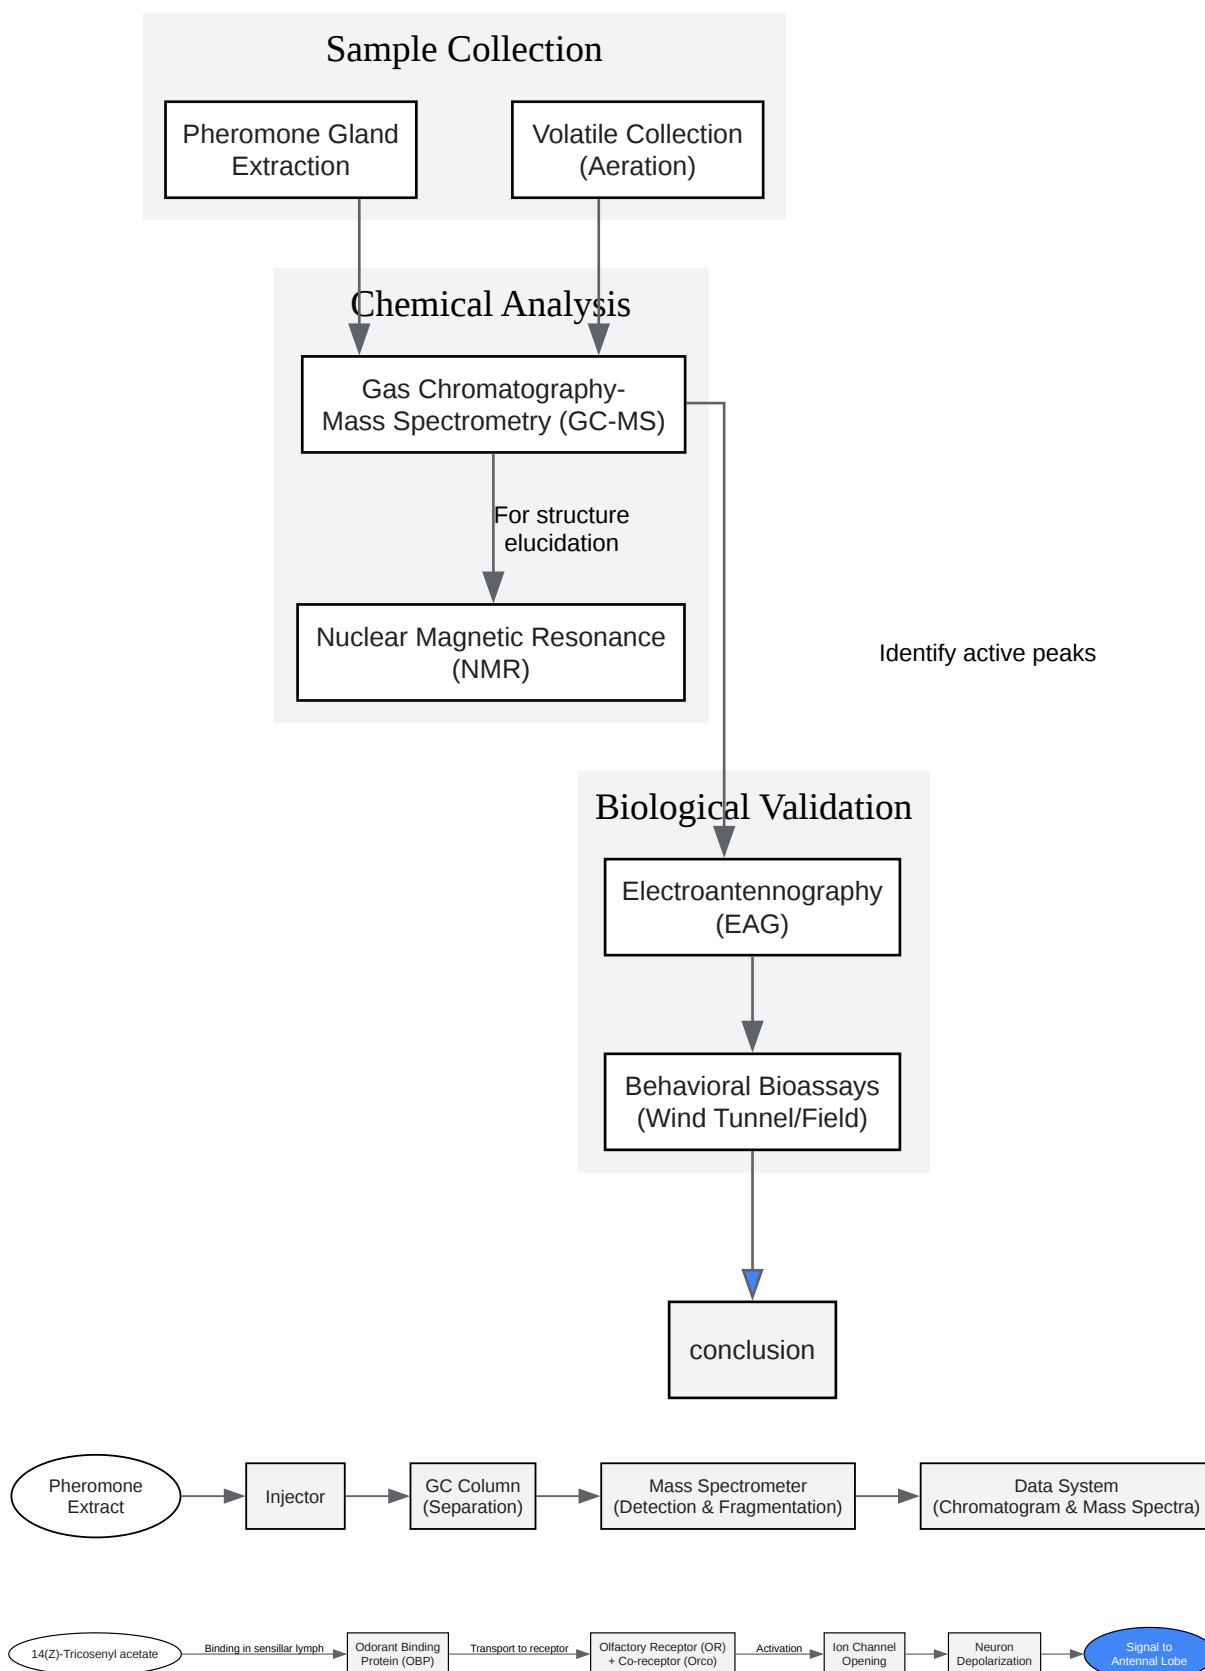 Sample Collection
Pheromone Gland
Extraction
Volatile Collection
(Aeration)
Chemical Analysis
Gas Chromatography-
Mass Spectrometry (GC-MS)
For structure
elucidation
Nuclear Magnetic Resonance
(NMR)
Identify active peaks
Biological Validation
Electroantennography
(EAG)
Behavioral Bioassays
(Wind Tunnel/Field)
conclusion
Pheromone
Extract
Injector
GC Column
(Separation)
Mass Spectrometer
(Detection & Fragmentation)
Data System
(Chromatogram & Mass Spectra)
14(Z)-Tricosenyl acetate
Binding in sensillar lymph
Odorant Binding
Protein (OBP)
Transport to receptor
Olfactory Receptor (OR)
+ Co-receptor (Orco)
Activation
Ion Channel
Opening
Neuron
Depolarization
Signal to
Antennal Lobe